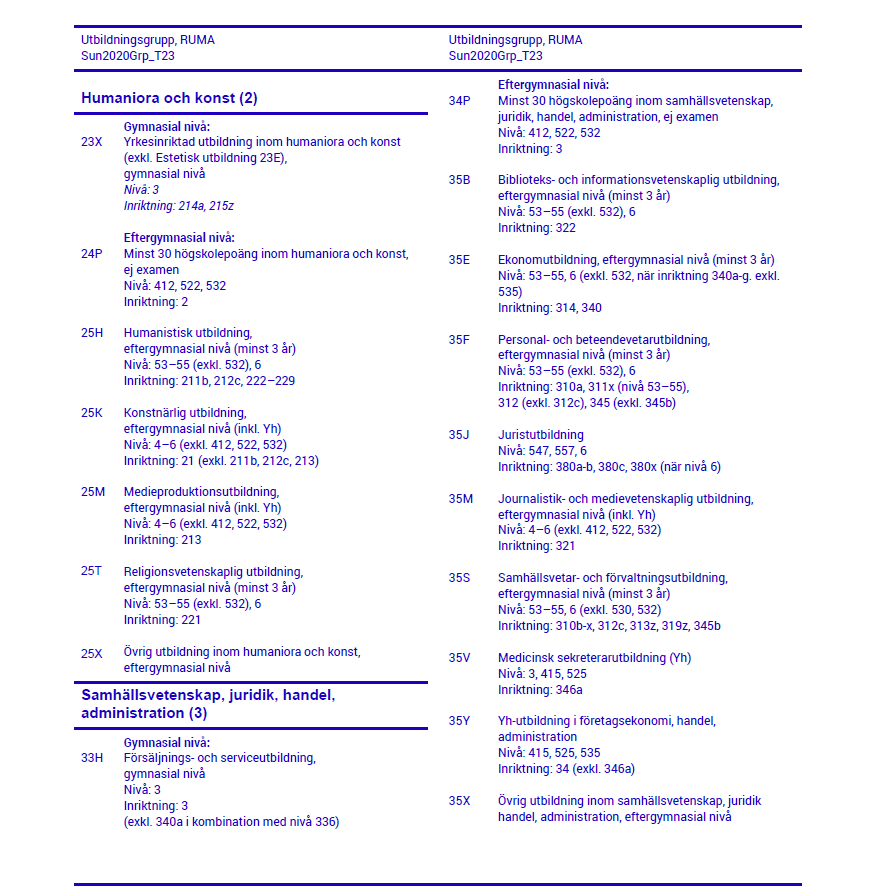 Utbildningsgrupp, RUMA
Sun2020Grp_T23
Humaniora och konst (2)
Gymnasial nivå:
23X Yrkesinriktad utbildning inom humaniora och konst
(exkl. Estetisk utbildning 23E),
gymnasial nivå
Nivå: 3
Inriktning: 214a, 215z
Eftergymnasial nivå:
24P Minst 30 högskolepoäng inom humaniora och konst,
ej examen
Nivå: 412, 522, 532
Inriktning: 2
25H Humanistisk utbildning,
eftergymnasial nivå (minst 3 år)
Nivå: 53–55 (exkl. 532), 6
Inriktning: 211b, 212c, 222–229
25K Konstnärlig utbildning,
eftergymnasial nivå (inkl. Yh)
Nivå: 4–6 (exkl. 412, 522, 532)
Inriktning: 21 (exkl. 211b, 212c, 213)
25M Medieproduktionsutbildning,
eftergymnasial nivå (inkl. Yh)
Nivå: 4–6 (exkl. 412, 522, 532)
Inriktning: 213
25T Religionsvetenskaplig utbildning,
eftergymnasial nivå (minst 3 år)
Nivå: 53–55 (exkl. 532), 6
Inriktning: 221
25X Övrig utbildning inom humaniora och konst,
eftergymnasial nivå
Samhällsvetenskap, juridik, handel,
administration (3)
Gymnasial nivå:
33H Försäljnings- och serviceutbildning,
gymnasial nivå
Nivå: 3
Inriktning: 3
(exkl. 340a i kombination med nivå 336)
Utbildningsgrupp, RUMA
Sun2020Grp_T23
Eftergymnasial nivå:
34P Minst 30 högskolepoäng inom samhällsvetenskap,
juridik, handel, administration, ej examen
Nivå: 412, 522, 532
Inriktning: 3
35B Biblioteks- och informationsvetenskaplig utbildning,
eftergymnasial nivå (minst 3 år)
Nivå: 53–55 (exkl. 532), 6
Inriktning: 322
35E Ekonomutbildning, eftergymnasial nivå (minst 3 år)
Nivå: 53–55, 6 (exkl. 532, när inriktning 340a-g. exkl.
535)
Inriktning: 314, 340
35F Personal- och beteendevetarutbildning,
eftergymnasial nivå (minst 3 år)
Nivå: 53–55 (exkl. 532), 6
Inriktning: 310a, 311x (nivå 53–55),
312 (exkl. 312c), 345 (exkl. 345b)
35J Juristutbildning
Nivå: 547, 557, 6
Inriktning: 380a-b, 380c, 380x (när nivå 6)
35M Journalistik- och medievetenskaplig utbildning,
eftergymnasial nivå (inkl. Yh)
Nivå: 4–6 (exkl. 412, 522, 532)
Inriktning: 321
35S Samhällsvetar- och förvaltningsutbildning,
eftergymnasial nivå (minst 3 år)
Nivå: 53–55, 6 (exkl. 530, 532)
Inriktning: 310b-x, 312c, 313z, 319z, 345b
35V Medicinsk sekreterarutbildning (Yh)
Nivå: 3, 415, 525
Inriktning: 346a
35Y Yh-utbildning i företagsekonomi, handel,
administration
Nivå: 415, 525, 535
Inriktning: 34 (exkl. 346a)
35X Övrig utbildning inom samhällsvetenskap, juridik
handel, administration, eftergymnasial nivå